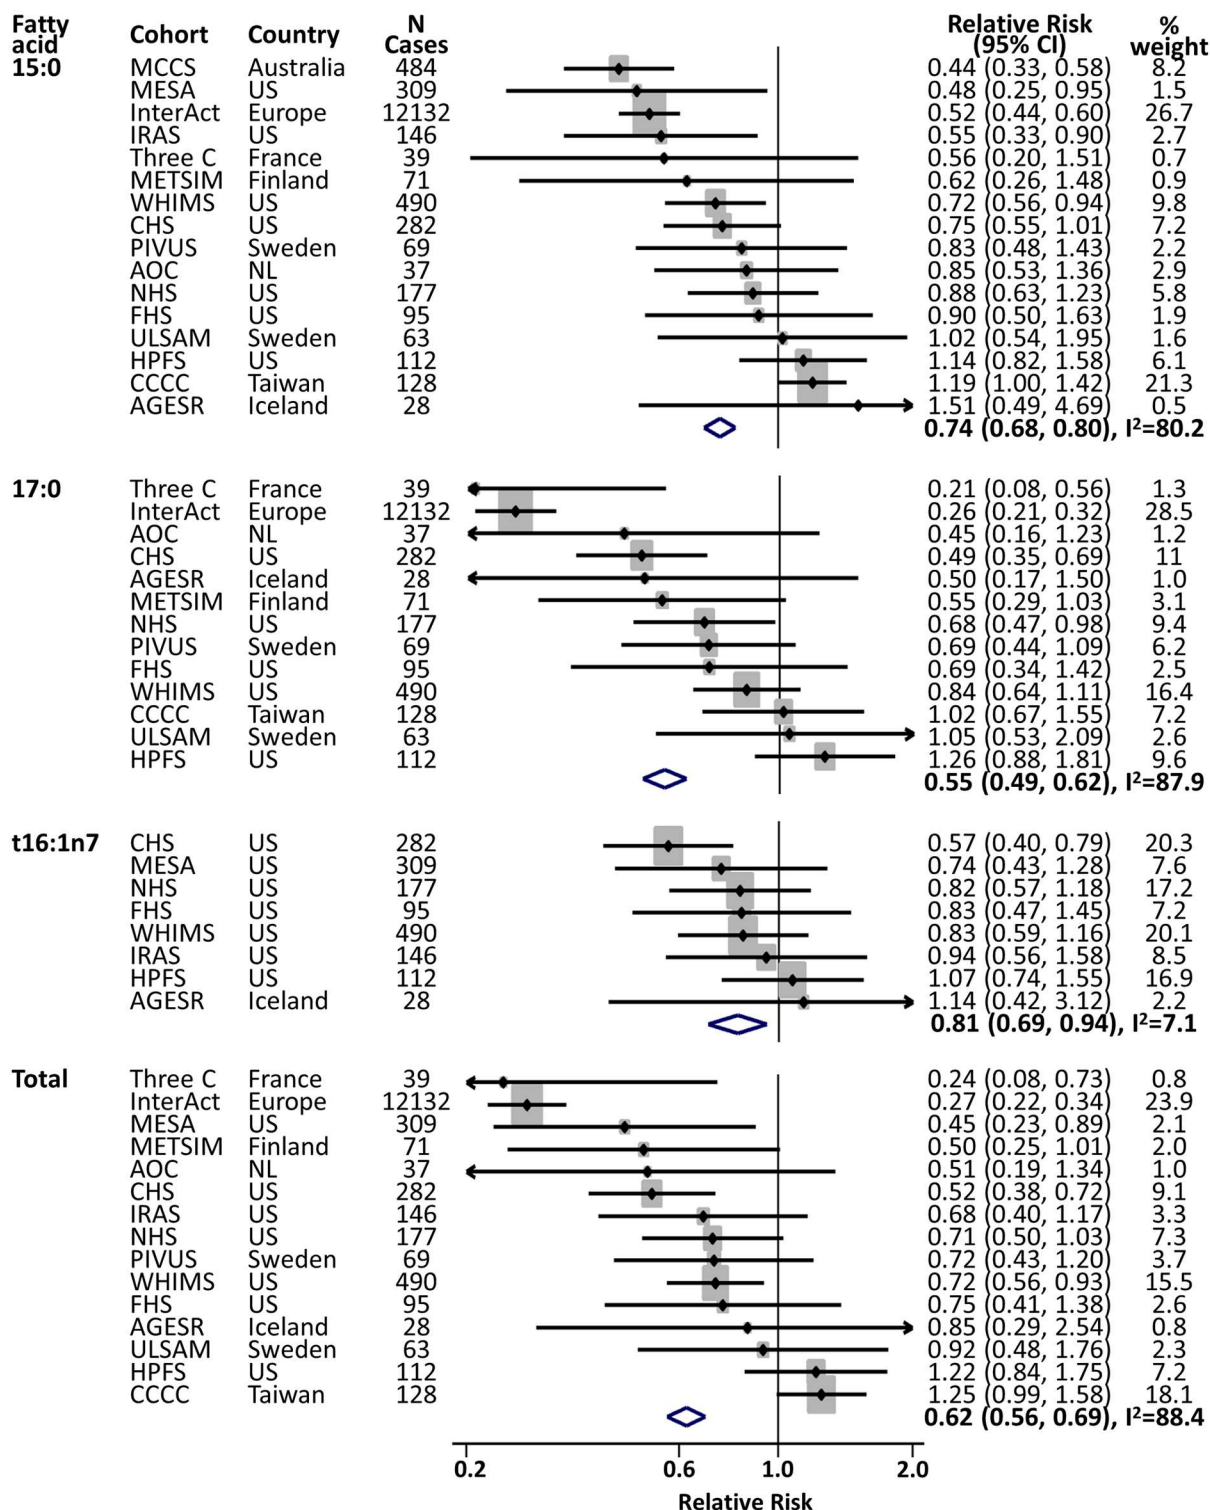 Fatty acid Cohort Country N Cases Relative Risk (95% CI) % weight
15:0 MCCS Australia 484 0.44 (0.33, 0.58) 8.2
MESA US 309 0.48 (0.25, 0.95) 1.5
InterAct Europe 12132 0.52 (0.44, 0.60) 26.7
IRAS US 146 0.55 (0.33, 0.90) 2.7
Three C France 39 0.56 (0.20, 1.51) 0.7
METSIM Finland 71 0.62 (0.26, 1.48) 0.9
WHIMS US 490 0.72 (0.56, 0.94) 9.8
CHS US 282 0.75 (0.55, 1.01) 7.2
PIVUS Sweden 69 0.83 (0.48, 1.43) 2.2
AOC NL 37 0.85 (0.53, 1.36) 2.9
NHS US 177 0.88 (0.63, 1.23) 5.8
FHS US 95 0.90 (0.50, 1.63) 1.9
ULSAM Sweden 63 1.02 (0.54, 1.95) 1.6
HPFS US 112 1.14 (0.82, 1.58) 6.1
CCCC Taiwan 128 1.19 (1.00, 1.42) 21.3
AGESR Iceland 28 1.51 (0.49, 4.69) 0.5
0.74 (0.68, 0.80), I²=80.2
17:0 Three C France 39 0.21 (0.08, 0.56) 1.3
InterAct Europe 12132 0.26 (0.21, 0.32) 28.5
AOC NL 37 0.45 (0.16, 1.23) 1.2
CHS US 282 0.49 (0.35, 0.69) 11
AGESR Iceland 28 0.50 (0.17, 1.50) 1.0
METSIM Finland 71 0.55 (0.29, 1.03) 3.1
NHS US 177 0.68 (0.47, 0.98) 9.4
PIVUS Sweden 69 0.69 (0.44, 1.09) 6.2
FHS US 95 0.69 (0.34, 1.42) 2.5
WHIMS US 490 0.84 (0.64, 1.11) 16.4
CCCC Taiwan 128 1.02 (0.67, 1.55) 7.2
ULSAM Sweden 63 1.05 (0.53, 2.09) 2.6
HPFS US 112 1.26 (0.88, 1.81) 9.6
0.55 (0.49, 0.62), I²=87.9
t16:1n7 CHS US 282 0.57 (0.40, 0.79) 20.3
MESA US 309 0.74 (0.43, 1.28) 7.6
NHS US 177 0.82 (0.57, 1.18) 17.2
FHS US 95 0.83 (0.47, 1.45) 7.2
WHIMS US 490 0.83 (0.59, 1.16) 20.1
IRAS US 146 0.94 (0.56, 1.58) 8.5
HPFS US 112 1.07 (0.74, 1.55) 16.9
AGESR Iceland 28 1.14 (0.42, 3.12) 2.2
0.81 (0.69, 0.94), I²=7.1
Total Three C France 39 0.24 (0.08, 0.73) 0.8
InterAct Europe 12132 0.27 (0.22, 0.34) 23.9
MESA US 309 0.45 (0.23, 0.89) 2.1
METSIM Finland 71 0.50 (0.25, 1.01) 2.0
AOC NL 37 0.51 (0.19, 1.34) 1.0
CHS US 282 0.52 (0.38, 0.72) 9.1
IRAS US 146 0.68 (0.40, 1.17) 3.3
NHS US 177 0.71 (0.50, 1.03) 7.3
PIVUS Sweden 69 0.72 (0.43, 1.20) 3.7
WHIMS US 490 0.72 (0.56, 0.93) 15.5
FHS US 95 0.75 (0.41, 1.38) 2.6
AGESR Iceland 28 0.85 (0.29, 2.54) 0.8
ULSAM Sweden 63 0.92 (0.48, 1.76) 2.3
HPFS US 112 1.22 (0.84, 1.75) 7.2
CCCC Taiwan 128 1.25 (0.99, 1.58) 18.1
0.62 (0.56, 0.69), I²=88.4
0.2 0.6 1.0 2.0
Relative Risk